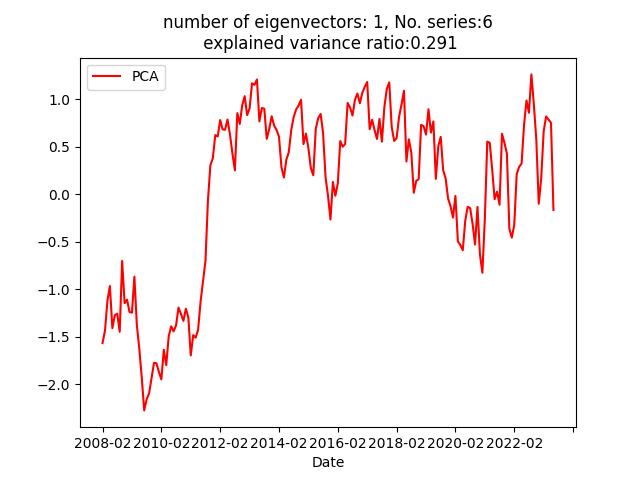 number of eigenvectors: 1, No. series:6
explained variance ratio:0.291
PCA
1.0
0.5
0.0
−0.5
−1.0
−1.5
−2.0
2008-02 2010-02 2012-02 2014-02 2016-02 2018-02 2020-02 2022-02
Date